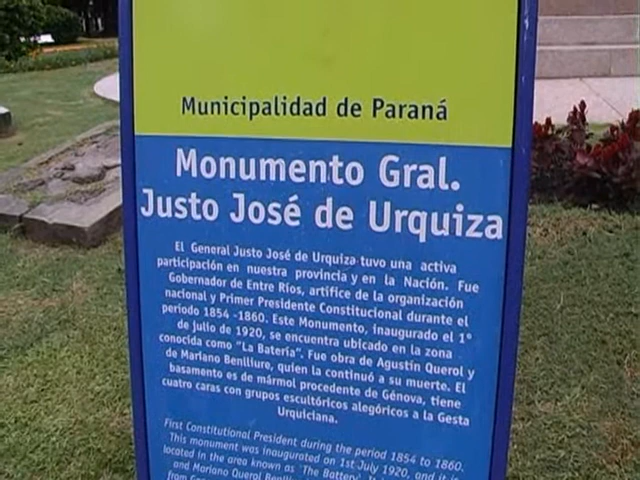 Municipalidad de Paraná
Monumento Gral.
Justo José de Urquiza
El General Justo José de Urquiza tuvo una activa
participación en nuestra provincia y en la Nación. Fue
Gobernador de Entre Ríos, artifice de la organización
nacional y Primer Presidente Constitucional durante el
período 1854 -1860. Este Monumento, inaugurado el 1°
de julio de 1920, se encuentra ubicado en la zona
conocida como "La Batería". Fue obra de Agustín Querol y
de Mariano Benlliure, quien la continuó a su muerte. El
basamento es de mármol procedente de Génova, tiene
cuatro caras con grupos escultóricos alegóricos a la Gesta
Urquiciana.
First Constitutional President during the period 1854 to 1860.
This monument was inaugurated on 1st July 1920, and it is
located in the area known as 'The Battery'. It
and Mariano Querol
from